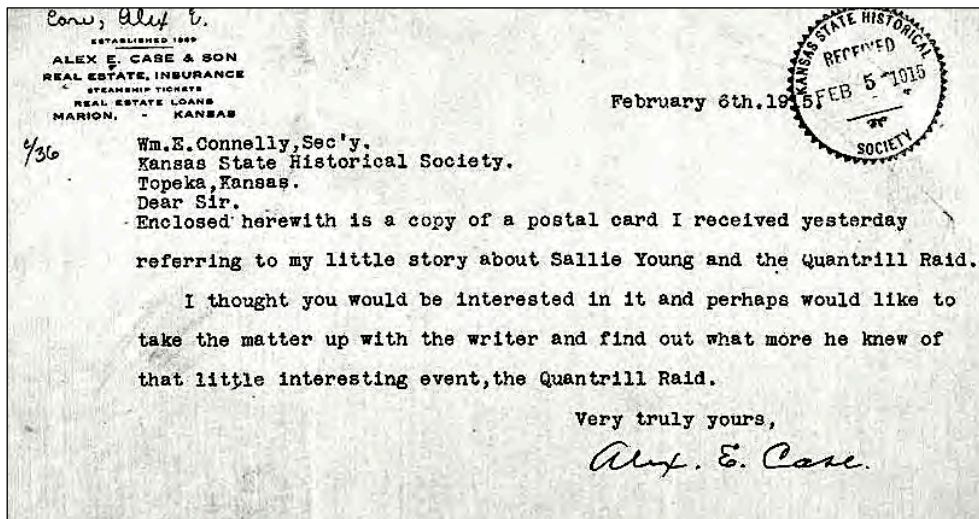 Case, Alex E.
ESTABLISHED 1869
ALEX E. CASE & SON
REAL ESTATE, INSURANCE
STEAMSHIP TICKETS
REAL ESTATE LOANS
MARION, - KANSAS
February 6th.1915.
KANSAS STATE HISTORICAL SOCIETY
RECEIVED
FEB 5 - 1915
c/36
Wm.E.Connelly,Sec'y.
Kansas State Historical Society.
Topeka,Kansas.
Dear Sir.
Enclosed herewith is a copy of a postal card I received yesterday
referring to my little story about Sallie Young and the Quantrill Raid.
I thought you would be interested in it and perhaps would like to
take the matter up with the writer and find out what more he knew of
that little interesting event,the Quantrill Raid.
Very truly yours,
Alex. E. Case.